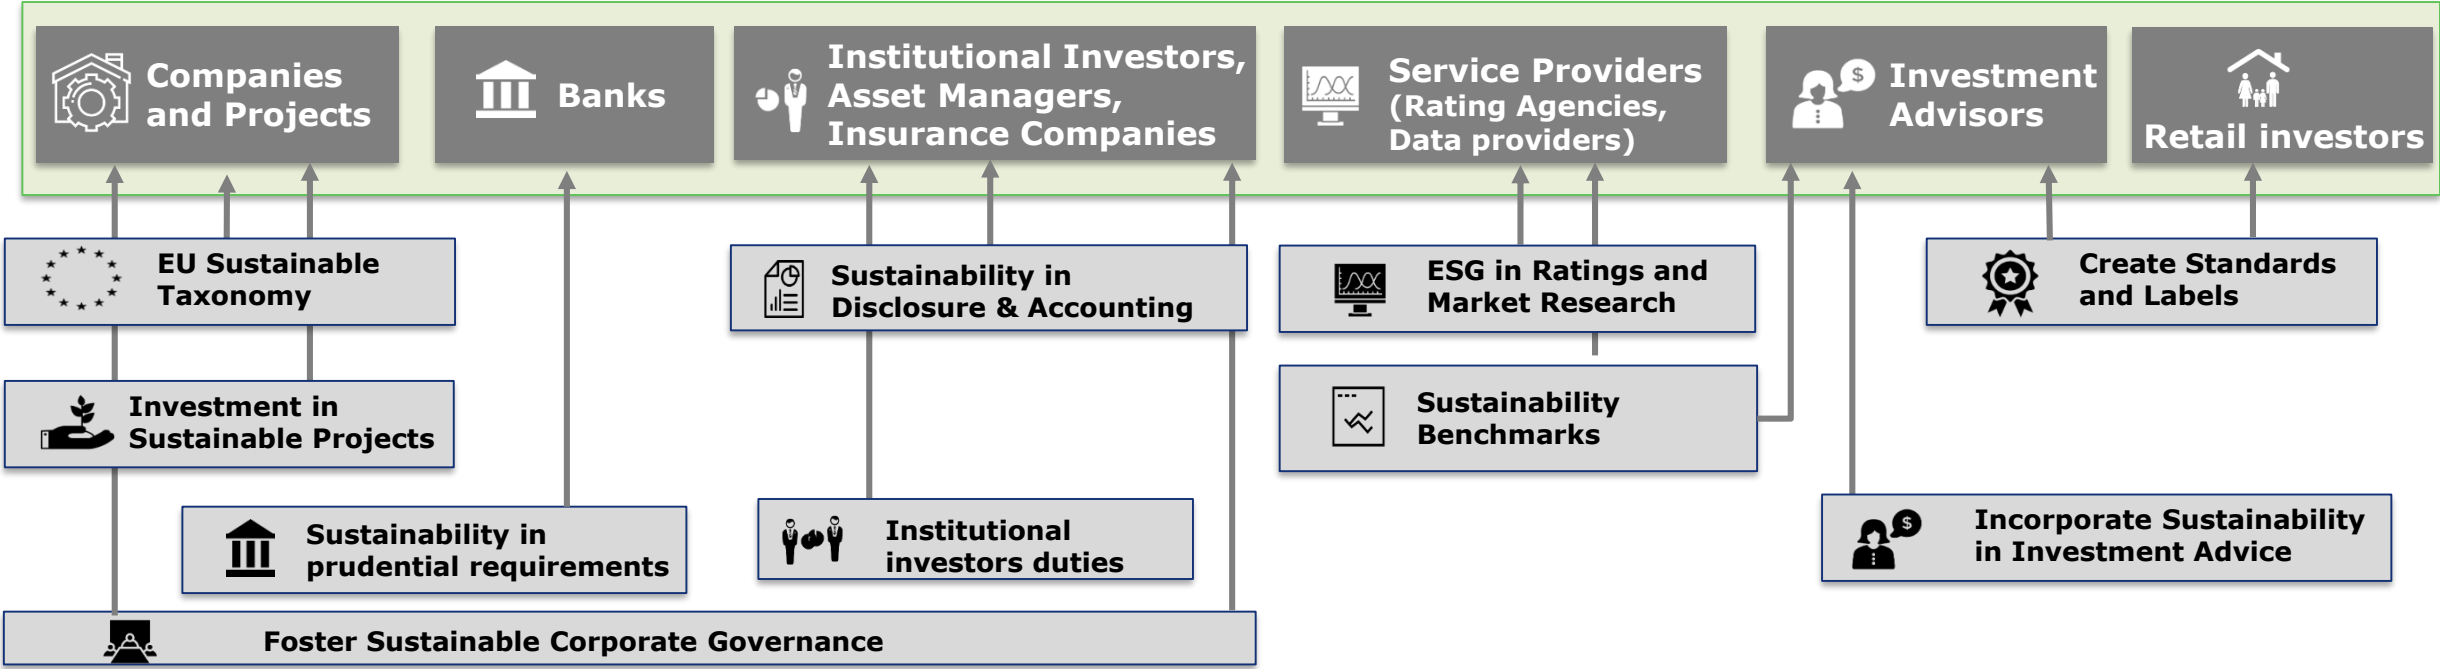 Companies
and Projects
Banks
Institutional Investors,
Asset Managers,
Insurance Companies
Service Providers
(Rating Agencies,
Data providers)
$
Investment
Advisors
Retail investors
EU Sustainable
Taxonomy
Sustainability in
Disclosure & Accounting
ESG in Ratings and
Market Research
Create Standards
and Labels
Investment in
Sustainable Projects
Sustainability
Benchmarks
Sustainability in
prudential requirements
Institutional
investors duties
$
Incorporate Sustainability
in Investment Advice
Foster Sustainable Corporate Governance